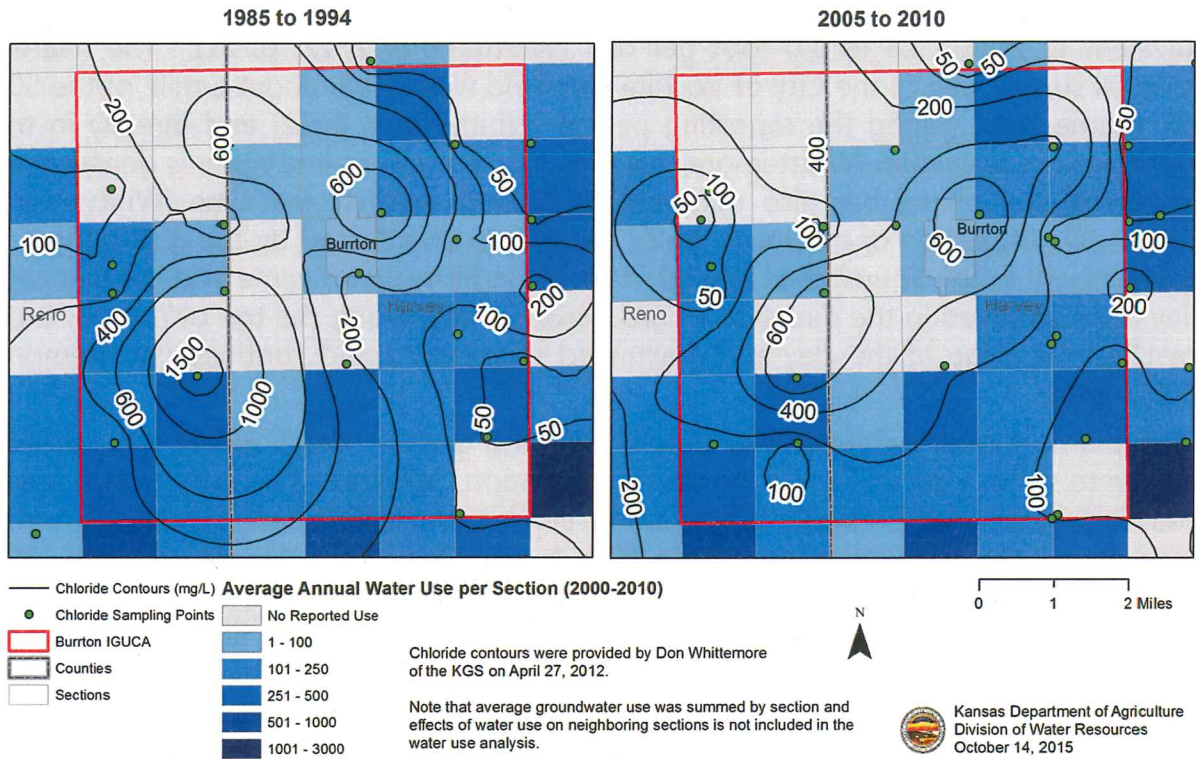 1985 to 1994
2005 to 2010
200
600
600
50
100
Burrton
100
Reno
400
Harvey
200
100
200
1500
600
1000
50
50
50
50
200
50
400
50
100
100
600
Burrton
100
50
Reno
Harvey
200
600
400
200
100
100
Chloride Contours (mg/L)
Chloride Sampling Points
Burrton IGUCA
Counties
Sections
Average Annual Water Use per Section (2000-2010)
No Reported Use
1 - 100
101 - 250
251 - 500
501 - 1000
1001 - 3000
Chloride contours were provided by Don Whittemore
of the KGS on April 27, 2012.
Note that average groundwater use was summed by section and
effects of water use on neighboring sections is not included in the
water use analysis.
N
0 1 2 Miles
Kansas Department of Agriculture
Division of Water Resources
October 14, 2015